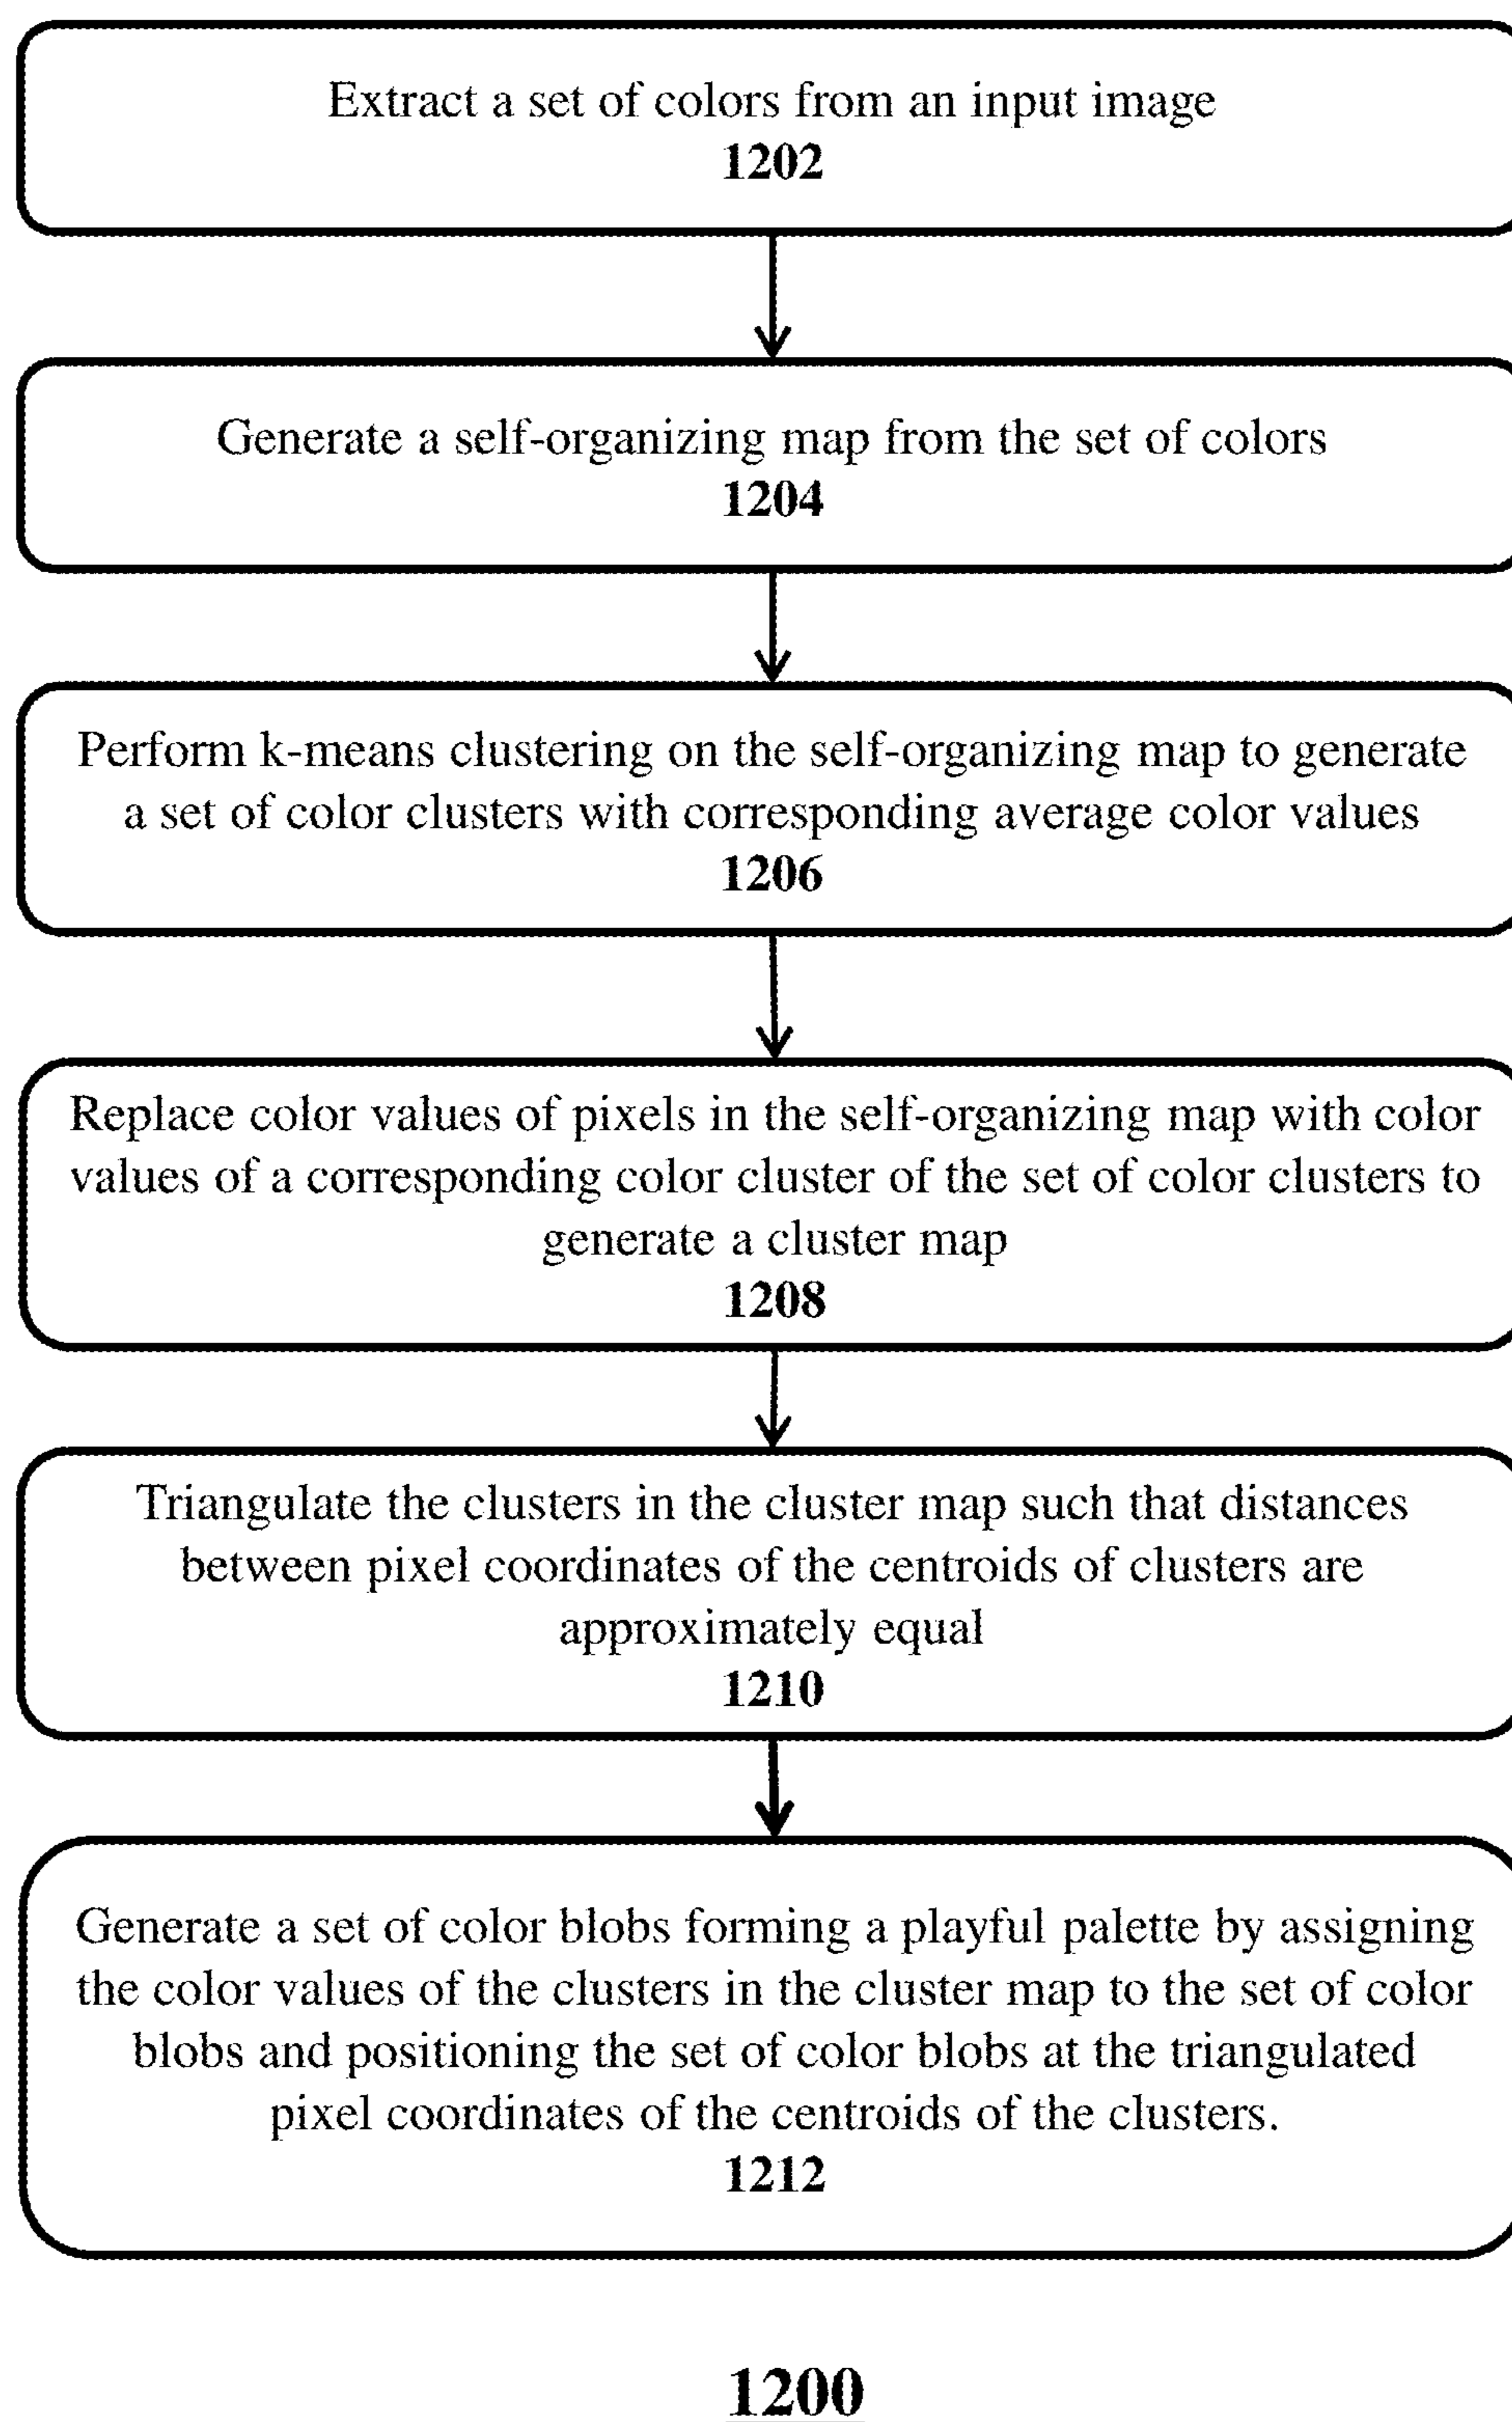 Extract a set of colors from an input image
1202
Generate a self-organizing map from the set of colors
1204
Perform k-means clustering on the self-organizing map to generate
a set of color clusters with corresponding average color values
1206
Replace color values of pixels in the self-organizing map with color
values of a corresponding color cluster of the set of color clusters to
generate a cluster map
1208
Triangulate the clusters in the cluster map such that distances
between pixel coordinates of the centroids of clusters are
approximately equal
1210
Generate a set of color blobs forming a playful palette by assigning
the color values of the clusters in the cluster map to the set of color
blobs and positioning the set of color blobs at the triangulated
pixel coordinates of the centroids of the clusters.
1212
1200